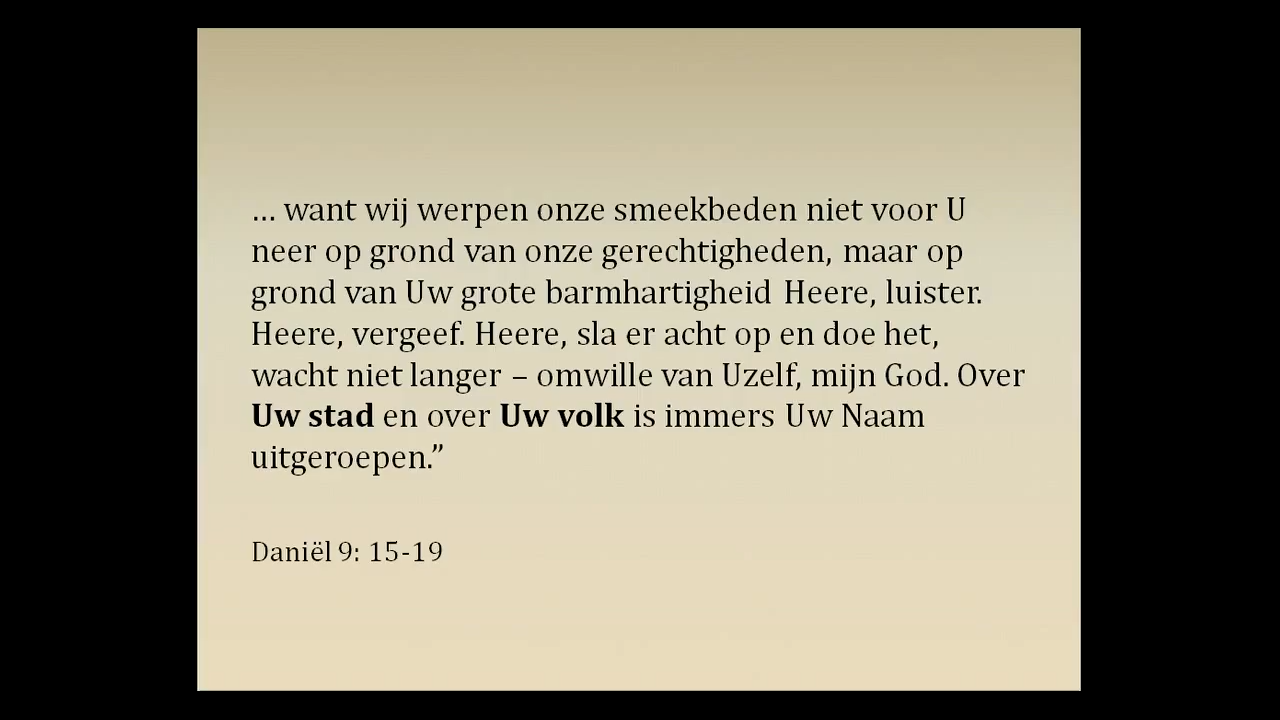 … want wij werpen onze smeekbeden niet voor U
neer op grond van onze gerechtigheden, maar op
grond van Uw grote barmhartigheid Heere, luister.
Heere, vergeef. Heere, sla er acht op en doe het,
wacht niet langer – omwille van Uzelf, mijn God. Over
Uw stad en over Uw volk is immers Uw Naam
uitgeroepen.”
Daniël 9: 15-19